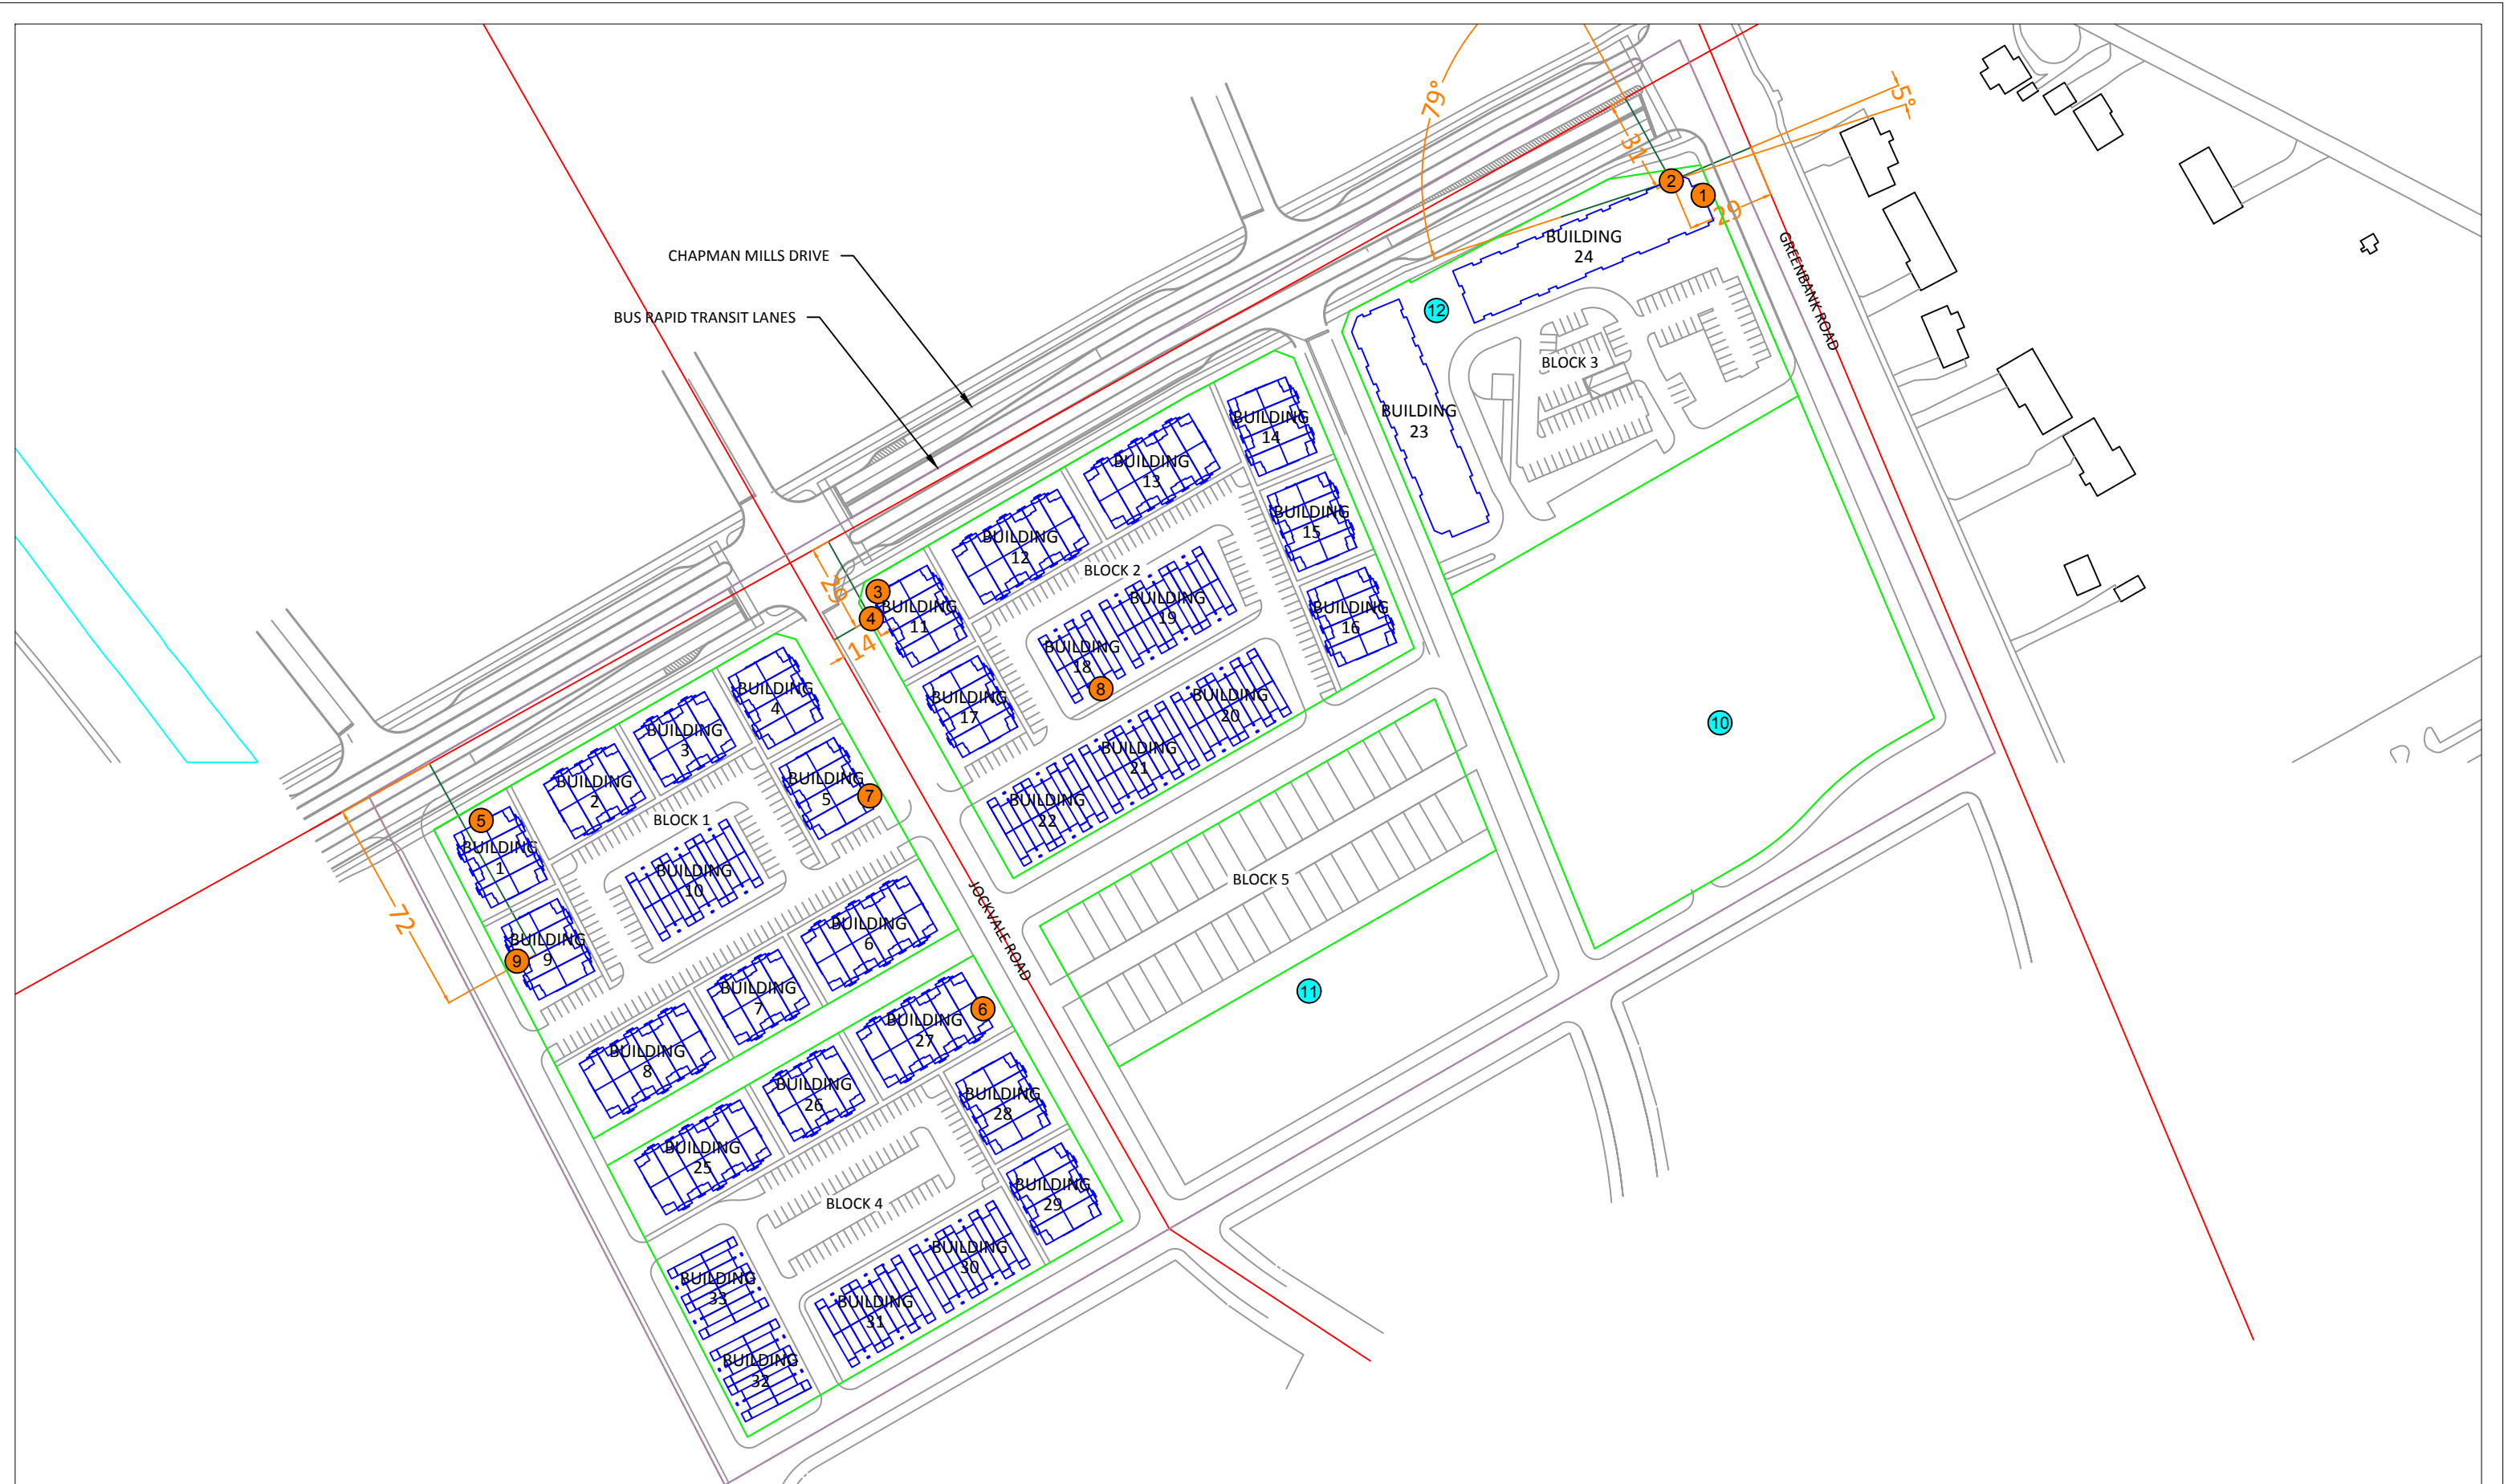 79°
5°
31
2
1
29
BUILDING
24
CHAPMAN MILLS DRIVE
GREENBANK ROAD
BUS RAPID TRANSIT LANES
12
BLOCK 3
BUILDING
23
BUILDING
14
BUILDING
13
BUILDING
15
BUILDING
12
BLOCK 2
26
3
4
BUILDING
11
14
BUILDING
19
BUILDING
16
BUILDING
18
8
BUILDING
17
BUILDING
20
BUILDING
21
BUILDING
22
10
BUILDING
4
BUILDING
3
BUILDING
2
BUILDING
5
7
5
BUILDING
1
BLOCK 1
BUILDING
10
BLOCK 5
JOCKVALE ROAD
72
BUILDING
9
9
BUILDING
6
BUILDING
7
BUILDING
8
11
6
BUILDING
27
BUILDING
26
BUILDING
25
BUILDING
28
BUILDING
29
BLOCK 4
BUILDING
30
BUILDING
31
BUILDING
33
BUILDING
32